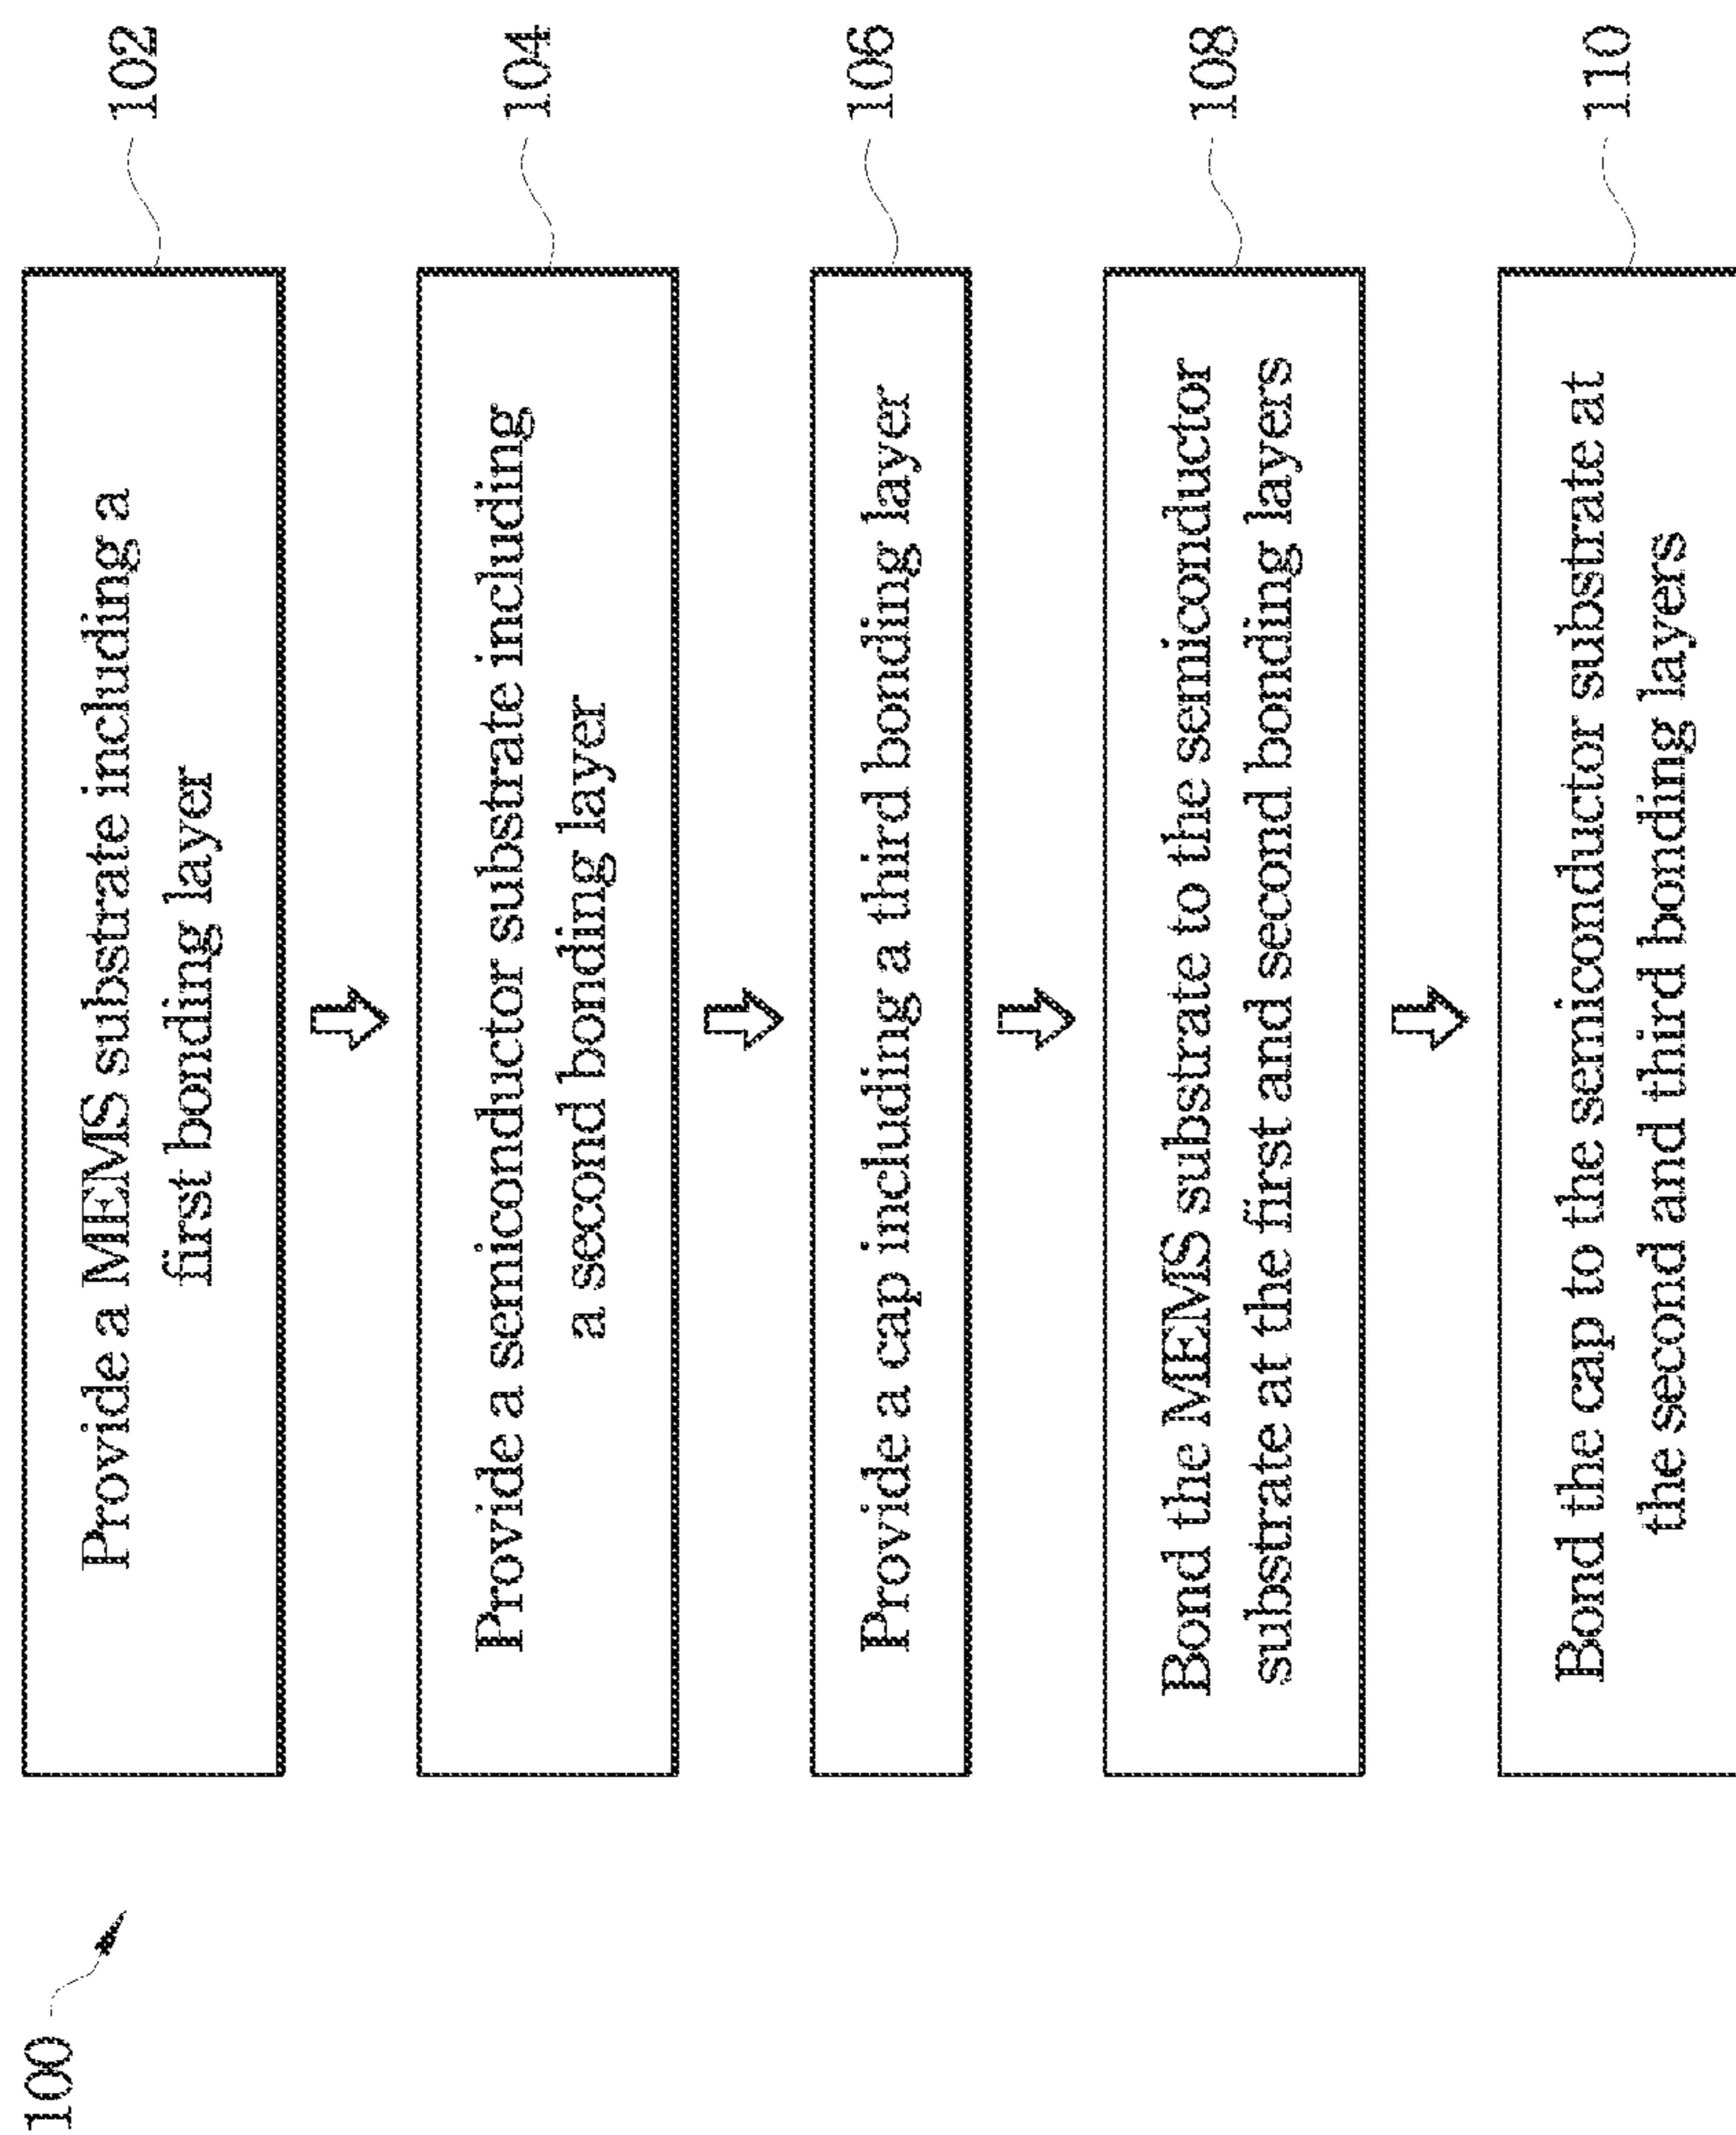 100
Provide a MEMS substrate including a
first bonding layer
102
Provide a semiconductor substrate including
a second bonding layer
104
Provide a cap including a third bonding layer
106
Bond the MEMS substrate to the semiconductor
substrate at the first and second bonding layers
108
Bond the cap to the semiconductor substrate at
the second and third bonding layers
110